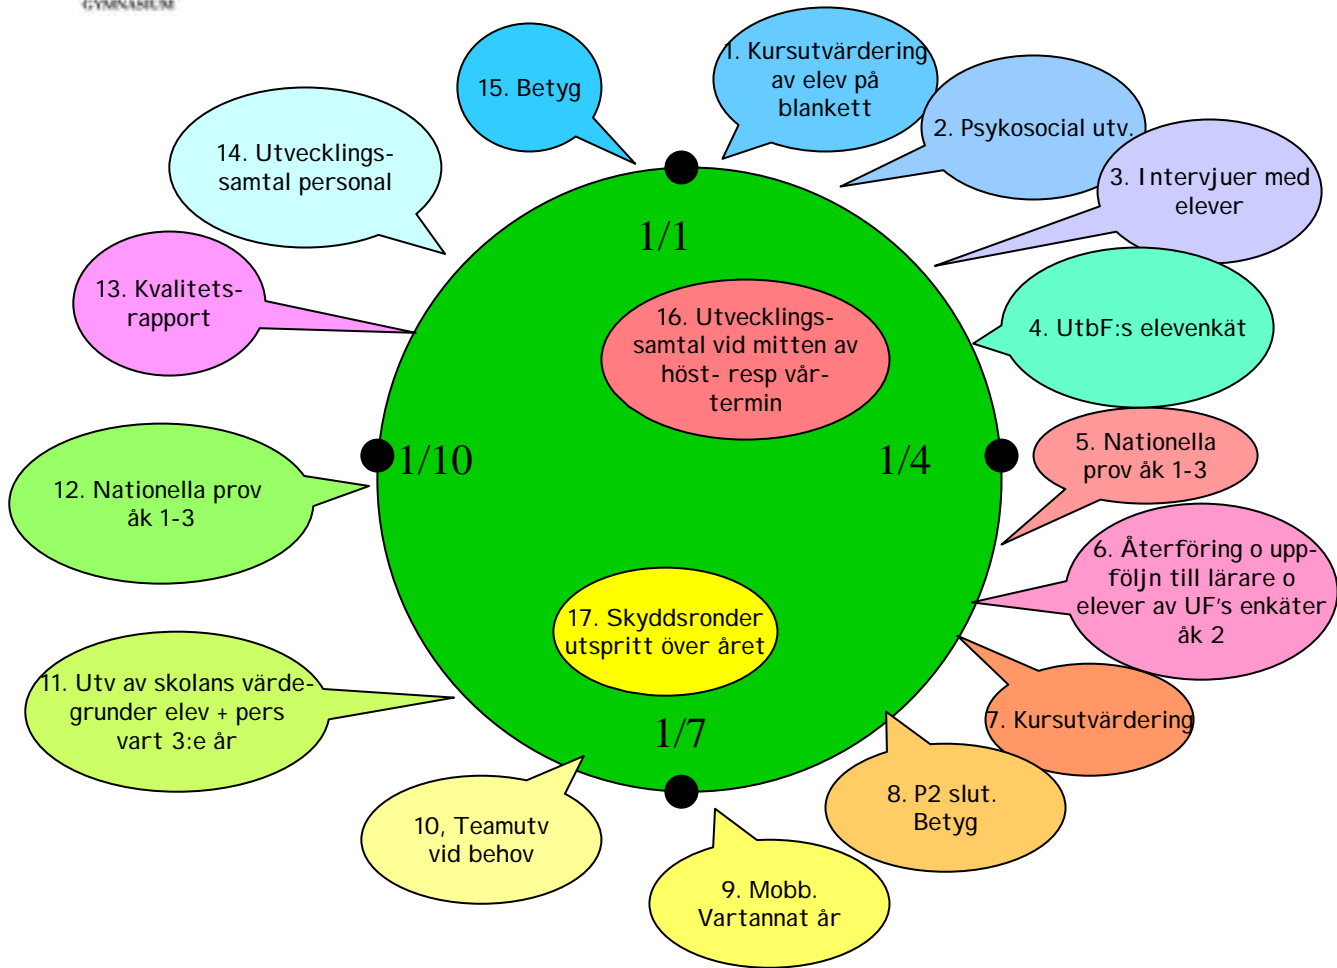 GYMNASIUM
1. Kursutvärdering
av elev på
blankett
2. Psykosocial utv.
3. Intervjuer med
elever
4. UtbF:s elevenkät
5. Nationella
prov åk 1-3
6. Återföring o upp-
följn till lärare o
elever av UF's enkäter
åk 2
7. Kursutvärdering
8. P2 slut.
Betyg
9. Mobb.
Vartannat år
10, Teamutv
vid behov
11. Utv av skolans värde-
grunder elev + pers
vart 3:e år
12. Nationella prov
åk 1-3
13. Kvalitets-
rapport
14. Utvecklings-
samtal personal
15. Betyg
1/1
16. Utvecklings-
samtal vid mitten av
höst- resp vår-
termin
1/10
1/4
17. Skyddsronder
utspritt över året
1/7